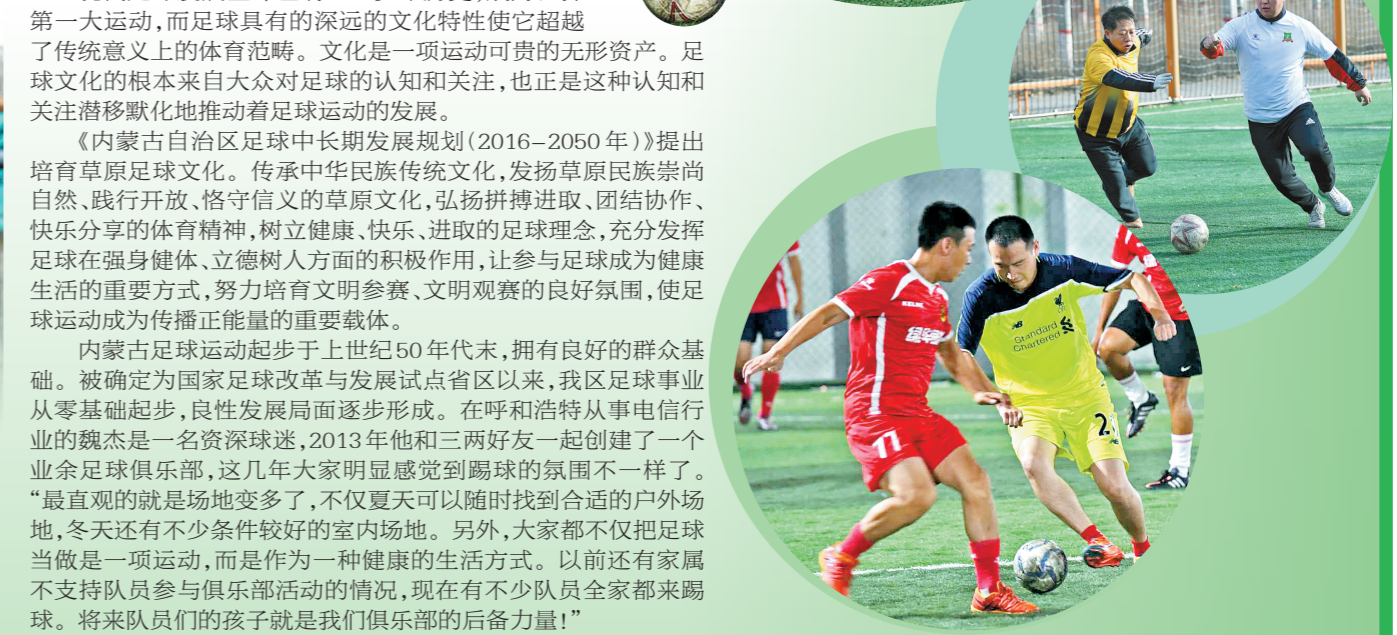 第一大运动,而足球具有的深远的文化特性使它超越
了传统意义上的体育范畴。文化是一项运动可贵的无形资产。足
球文化的根本来自大众对足球的认知和关注,也正是这种认知和
关注潜移默化地推动着足球运动的发展。
《内蒙古自治区足球中长期发展规划(2016-2050年)》提出
培育草原足球文化。传承中华民族传统文化,发扬草原民族崇尚
自然、践行开放、恪守信义的草原文化,弘扬拼搏进取、团结协作、
快乐分享的体育精神,树立健康、快乐、进取的足球理念,充分发挥
足球在强身健体、立德树人方面的积极作用,让参与足球成为健康
生活的重要方式,努力培育文明参赛、文明观赛的良好氛围,使足
球运动成为传播正能量的重要载体。
内蒙古足球运动起步于上世纪50年代末,拥有良好的群众基
础。被确定为国家足球改革与发展试点省区以来,我区足球事业
从零基础起步,良性发展局面逐步形成。在呼和浩特从事电信行
业的魏杰是一名资深球迷,2013年他和三两好友一起创建了一个
业余足球俱乐部,这几年大家明显感觉到踢球的氛围不一样了。
“最直观的就是场地变多了,不仅夏天可以随时找到合适的户外场
地,冬天还有不少条件较好的室内场地。另外,大家都不仅把足球
当做是一项运动,而是作为一种健康的生活方式。以前还有家属
不支持队员参与俱乐部活动的情况,现在有不少队员全家都来踢
球。将来队员们的孩子就是我们俱乐部的后备力量!”
KELME
17
Standard
Chartered
2